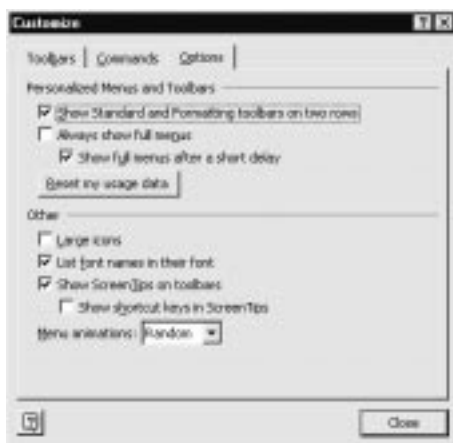 Customize
Toolbars Commands Options
Personalized Menus and Toolbars
Show Standard and Formatting toolbars on two rows
Always show full menus
Show full menus after a short delay
Reset my usage data
Other
Large icons
List font names in their font
Show ScreenTips on toolbars
Show shortcut keys in ScreenTips
Menu animations: Random
Close